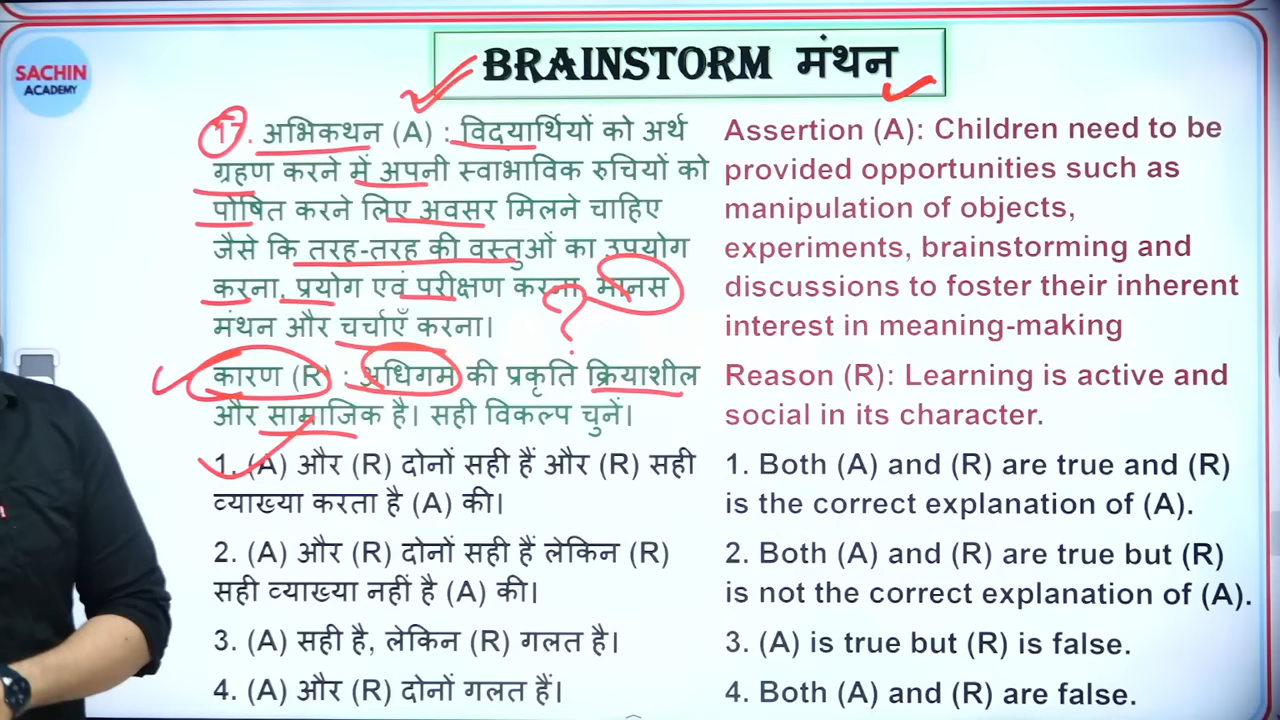 SACHIN
ACADEMY
BRAINSTORM मंथन
17. अभिकथन (A) : विद्यार्थियों को अर्थ
ग्रहण करने में अपनी स्वाभाविक रुचियों को
पोषित करने लिए अवसर मिलने चाहिए
जैसे कि तरह-तरह की वस्तुओं का उपयोग
करना, प्रयोग एवं परीक्षण करना, मानस
मंथन और चर्चाएँ करना।
कारण (R) : अधिगम की प्रकृति क्रियाशील
और सामाजिक है। सही विकल्प चुनें।
1. (A) और (R) दोनों सही हैं और (R) सही
व्याख्या करता है (A) की।
2. (A) और (R) दोनों सही हैं लेकिन (R)
सही व्याख्या नहीं है (A) की।
3. (A) सही है, लेकिन (R) गलत है।
4. (A) और (R) दोनों गलत हैं।
Assertion (A): Children need to be
provided opportunities such as
manipulation of objects,
experiments, brainstorming and
discussions to foster their inherent
interest in meaning-making
Reason (R): Learning is active and
social in its character.
1. Both (A) and (R) are true and (R)
is the correct explanation of (A).
2. Both (A) and (R) are true but (R)
is not the correct explanation of (A).
3. (A) is true but (R) is false.
4. Both (A) and (R) are false.